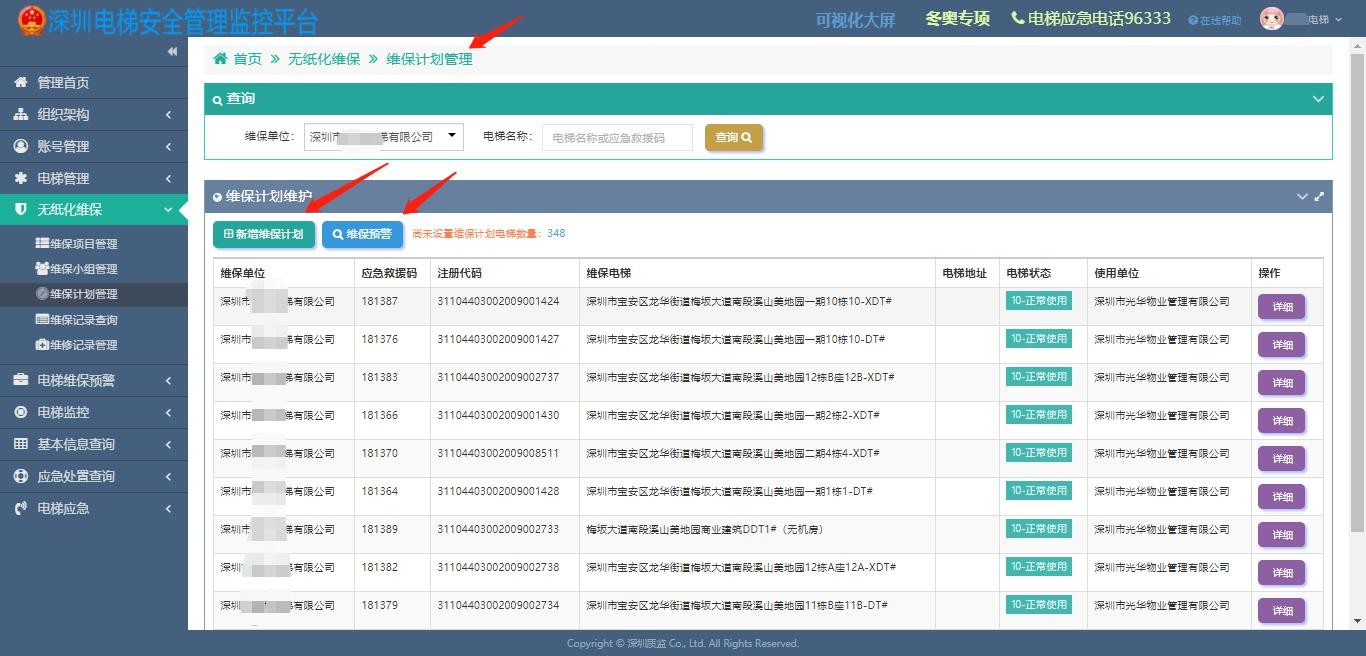 深圳电梯安全管理监控平台
可视化大屏 冬奥专项 电梯应急电话96333 在线帮助 电梯
管理首页
组织架构
账号管理
电梯管理
无纸化维保
维保项目管理
维保小组管理
维保计划管理
维保记录查询
维修记录管理
电梯维保预警
电梯监控
基本信息查询
应急处置查询
电梯应急
首页 » 无纸化维保 » 维保计划管理
查询
维保单位: 深圳市 梯有限公司 电梯名称: 电梯名称或应急救援码 查询
维保计划维护
新增维保计划 维保预警 尚未设置维保计划电梯数量: 348
维保单位 应急救援码 注册代码 维保电梯 电梯地址 电梯状态 使用单位 操作
深圳市 梯有限公司 181387 31104403002009001424 深圳市宝安区龙华街道梅坂大道南段溪山美地园一期10栋10-XDT# 10-正常使用 深圳市光华物业管理有限公司 详细
深圳市 梯有限公司 181376 31104403002009001427 深圳市宝安区龙华街道梅坂大道南段溪山美地园一期10栋10-DT# 10-正常使用 深圳市光华物业管理有限公司 详细
深圳市 梯有限公司 181383 31104403002009002737 深圳市宝安区龙华街道梅坂大道南段溪山美地园12栋B座12B-XDT# 10-正常使用 深圳市光华物业管理有限公司 详细
深圳市 梯有限公司 181366 31104403002009001430 深圳市宝安区龙华街道梅坂大道南段溪山美地园一期2栋2-XDT# 10-正常使用 深圳市光华物业管理有限公司 详细
深圳市 梯有限公司 181370 31104403002009008511 深圳市宝安区龙华街道梅坂大道南段溪山美地园二期4栋4-XDT# 10-正常使用 深圳市光华物业管理有限公司 详细
深圳市 梯有限公司 181364 31104403002009001428 深圳市宝安区龙华街道梅坂大道南段溪山美地园一期1栋1-DT# 10-正常使用 深圳市光华物业管理有限公司 详细
深圳市 梯有限公司 181389 31104403002009002733 梅坂大道南段溪山美地园商业建筑DDT1#（无机房） 10-正常使用 深圳市光华物业管理有限公司 详细
深圳 梯有限公司 181382 31104403002009002738 深圳市宝安区龙华街道梅坂大道南段溪山美地园12栋A座12A-XDT# 10-正常使用 深圳市光华物业管理有限公司 详细
深圳 梯有限公司 181379 31104403002009002734 深圳市宝安区龙华街道梅坂大道南段溪山美地园11栋B座11B-DT# 10-正常使用 深圳市光华物业管理有限公司 详细
Copyright © 深圳质监 Co., Ltd. All Rights Reserved.